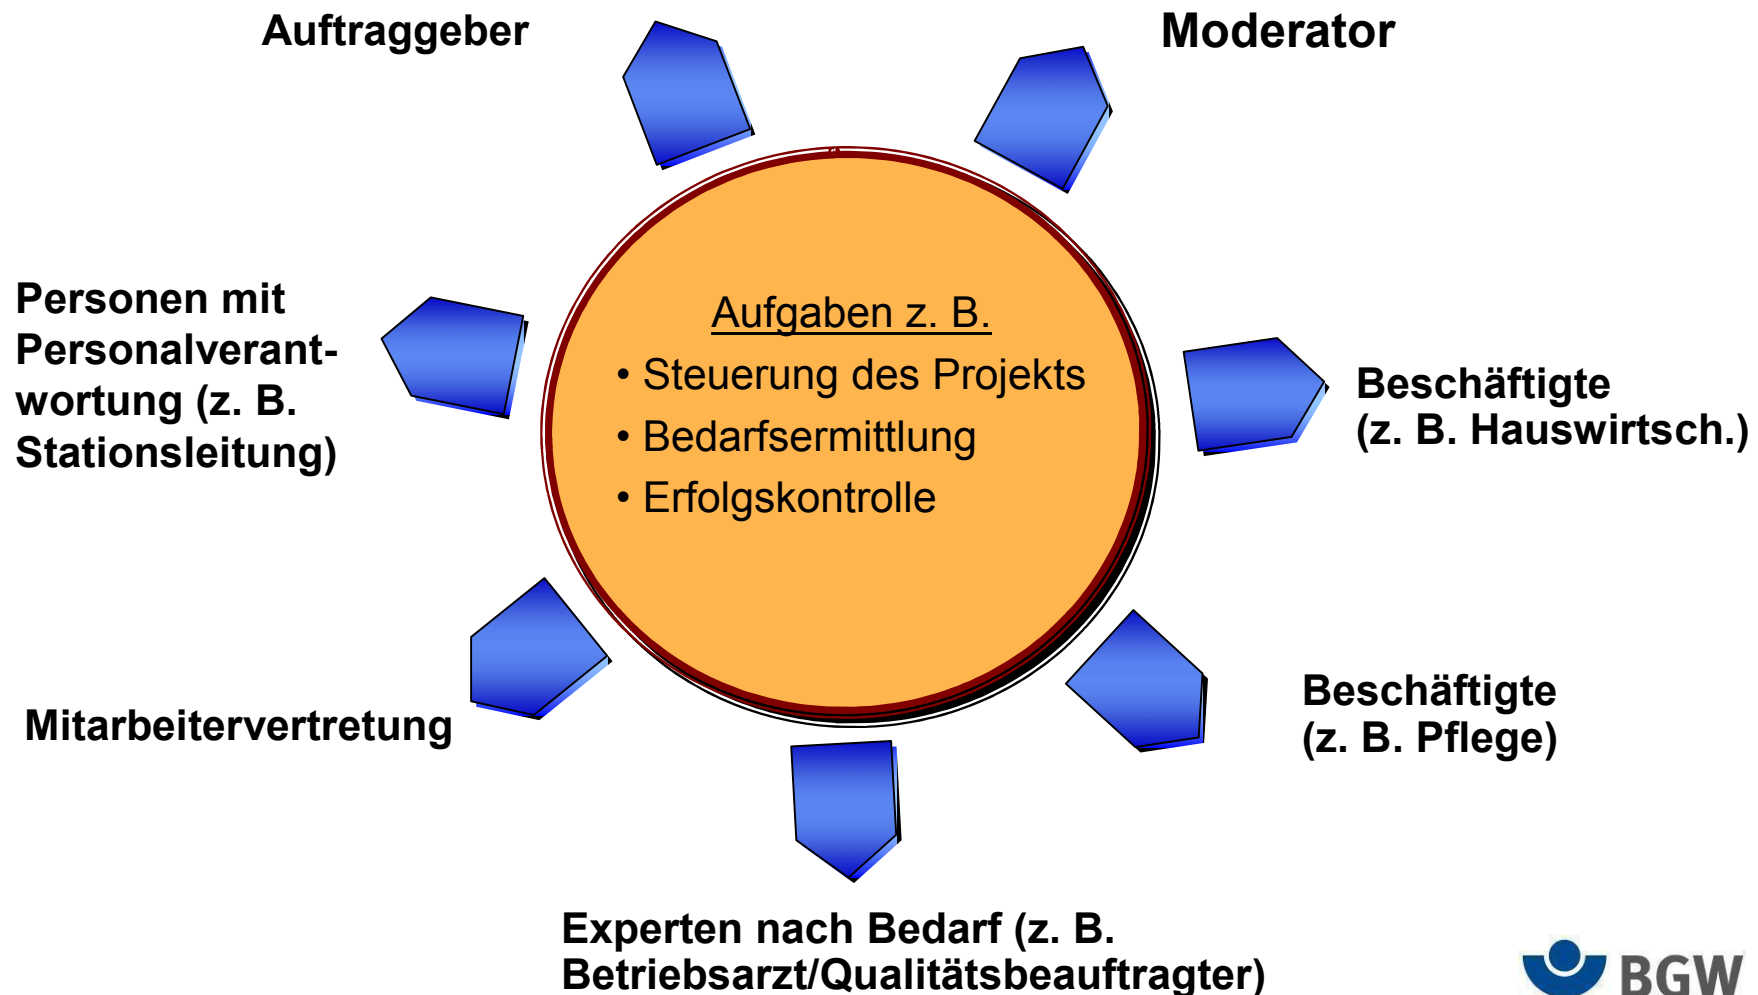 Auftraggeber
Moderator
Personen mit
Personalverant-
wortung (z. B.
Stationsleitung)
Aufgaben z. B.
• Steuerung des Projekts
• Bedarfsermittlung
• Erfolgskontrolle
Beschäftigte
(z. B. Hauswirtsch.)
Mitarbeitervertretung
Beschäftigte
(z. B. Pflege)
Experten nach Bedarf (z. B.
Betriebsarzt/Qualitätsbeauftragter)
BGW